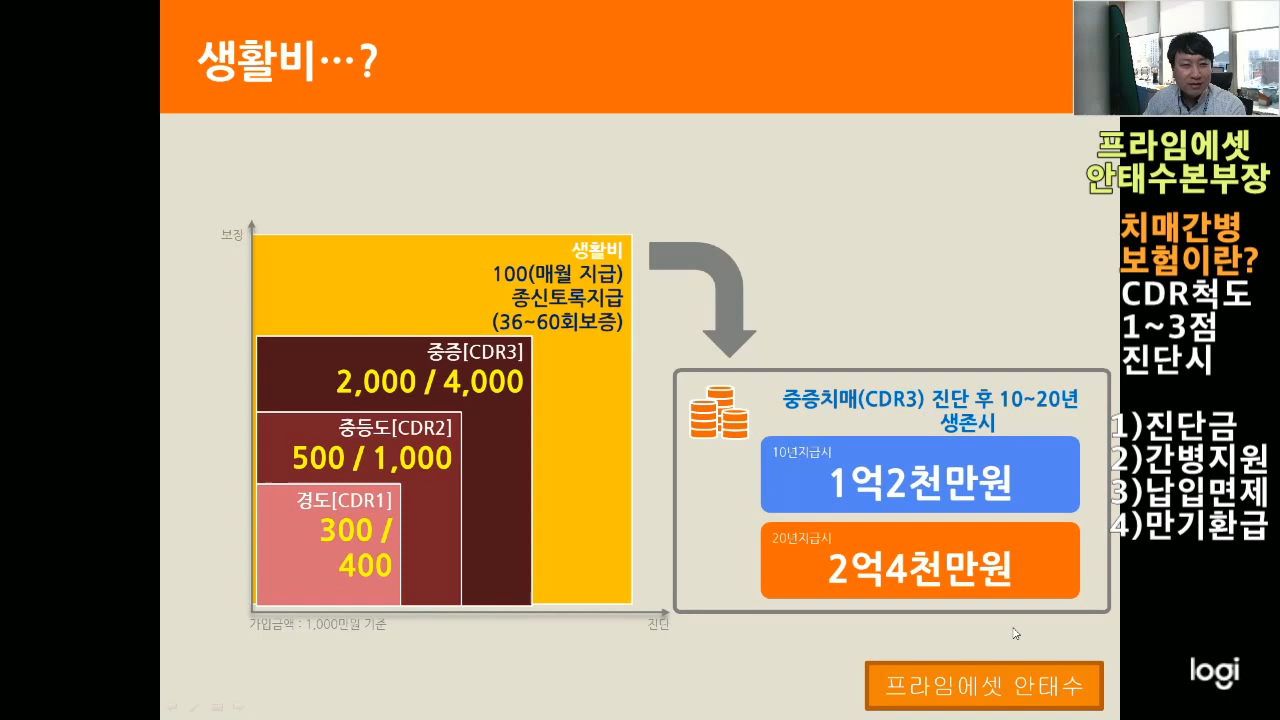 생활비…?
프라임에셋
안태수본부장
치매간병
보험이란?
CDR척도
1~3점
진단시
1)진단금
2)간병지원
3)납입면제
4)만기환급
보장
생활비
100(매월 지급)
종신토록지급
(36~60회보증)
중증[CDR3]
2,000 / 4,000
중등도[CDR2]
500 / 1,000
경도[CDR1]
300 /
400
가입금액 : 1,000만원 기준
진단
중증치매(CDR3) 진단 후 10~20년
생존시
10년지급시
1억2천만원
20년지급시
2억4천만원
프라임에셋 안태수
logi